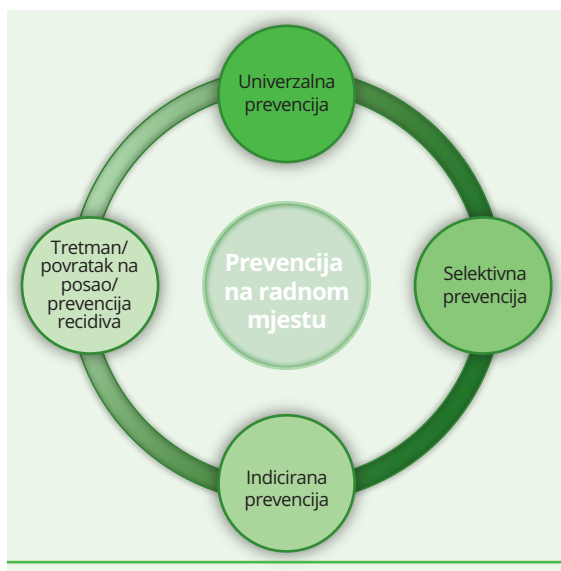 Univerzalna
prevencija
Tretman/
povratak na
posao/
prevencija
recidiva
Prevencija
na radnom
mjestu
Selektivna
prevencija
Indicirana
prevencija